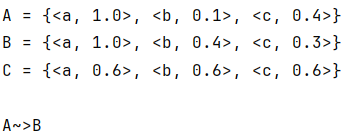 A = {<a, 1.0>, <b, 0.1>, <c, 0.4>}
B = {<a, 1.0>, <b, 0.4>, <c, 0.3>}
C = {<a, 0.6>, <b, 0.6>, <c, 0.6>}
A~>B